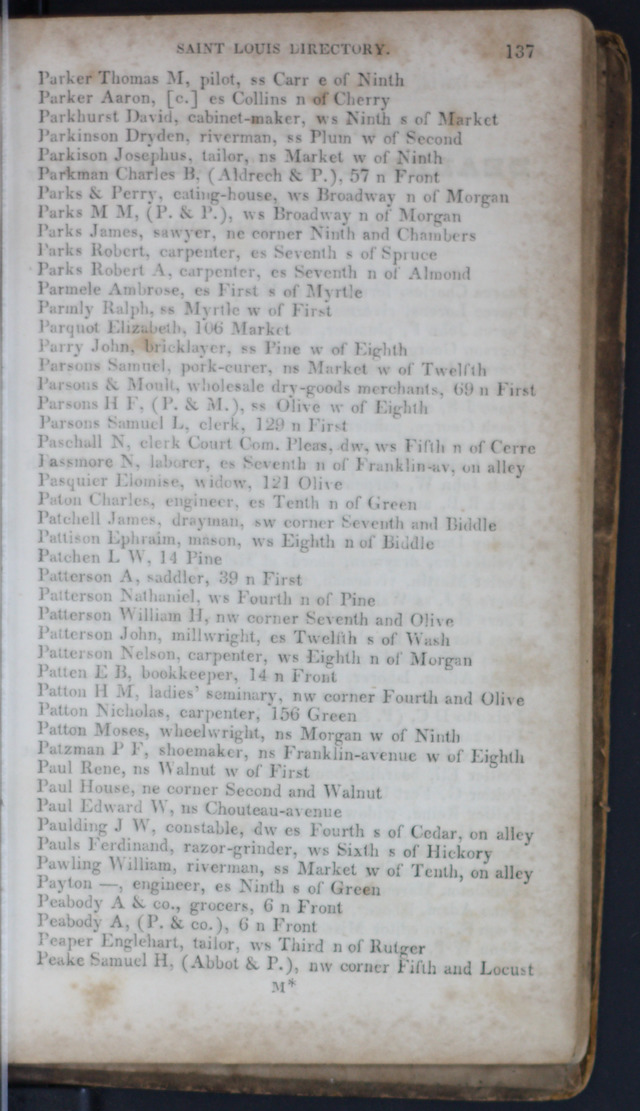 SAINT LOUIS DIRECTORY. 137
Parker Thomas M, pilot, ss Carr e of Ninth
Parker Aaron, [c.] es Collins n of Cherry
Parkhurst David, cabinet-maker, ws Ninth s of Market
Parkinson Dryden, riverman, ss Plum w of Second
Parkison Josephus, tailor, ns Market w of Ninth
Parkman Charles B, (Aldrech & P.), 57 n Front
Parks & Perry, eating-house, ws Broadway n of Morgan
Parks M M, (P. & P.), ws Broadway n of Morgan
Parks James, sawyer, ne corner Ninth and Chambers
Parks Robert, carpenter, es Seventh s of Spruce
Parks Robert A, carpenter, es Seventh n of Almond
Parmele Ambrose, es First s of Myrtle
Parmly Ralph, ss Myrtle w of First
Parquot Elizabeth, 106 Market
Parry John, bricklayer, ss Pine w of Eighth
Parsons Samuel, pork-curer, ns Market w of Twelfth
Parsons & Moult, wholesale dry-goods merchants, 69 n First
Parsons H F, (P. & M.), ss Olive w of Eighth
Parsons Samuel L, clerk, 129 n First
Paschall N, clerk Court Com. Pleas, dw, ws Fifth n of Cerre
Passmore N, laborer, es Seventh n of Franklin-av, on alley
Pasquier Elomise, widow, 121 Olive
Paton Charles, engineer, es Tenth n of Green
Patchell James, drayman, sw corner Seventh and Biddle
Pattison Ephraim, mason, ws Eighth n of Biddle
Patchen L W, 14 Pine
Patterson A, saddler, 39 n First
Patterson Nathaniel, ws Fourth n of Pine
Patterson William H, nw corner Seventh and Olive
Patterson John, millwright, es Twelfth s of Wash
Patterson Nelson, carpenter, ws Eighth n of Morgan
Patten E B, bookkeeper, 14 n Front
Patton H M, ladies' seminary, nw corner Fourth and Olive
Patton Nicholas, carpenter, 156 Green
Patton Moses, wheelwright, ns Morgan w of Ninth
Patzman P F, shoemaker, ns Franklin-avenue w of Eighth
Paul Rene, ns Walnut w of First
Paul House, ne corner Second and Walnut
Paul Edward W, ns Chouteau-avenue
Paulding J W, constable, dw es Fourth s of Cedar, on alley
Pauls Ferdinand, razor-grinder, ws Sixth s of Hickory
Pawling William, riverman, ss Market w of Tenth, on alley
Payton —, engineer, es Ninth s of Green
Peabody A & co., grocers, 6 n Front
Peabody A, (P. & co.), 6 n Front
Peaper Englehart, tailor, ws Third n of Rutger
Peake Samuel H, (Abbot & P.), nw corner Fifth and Locust
M*